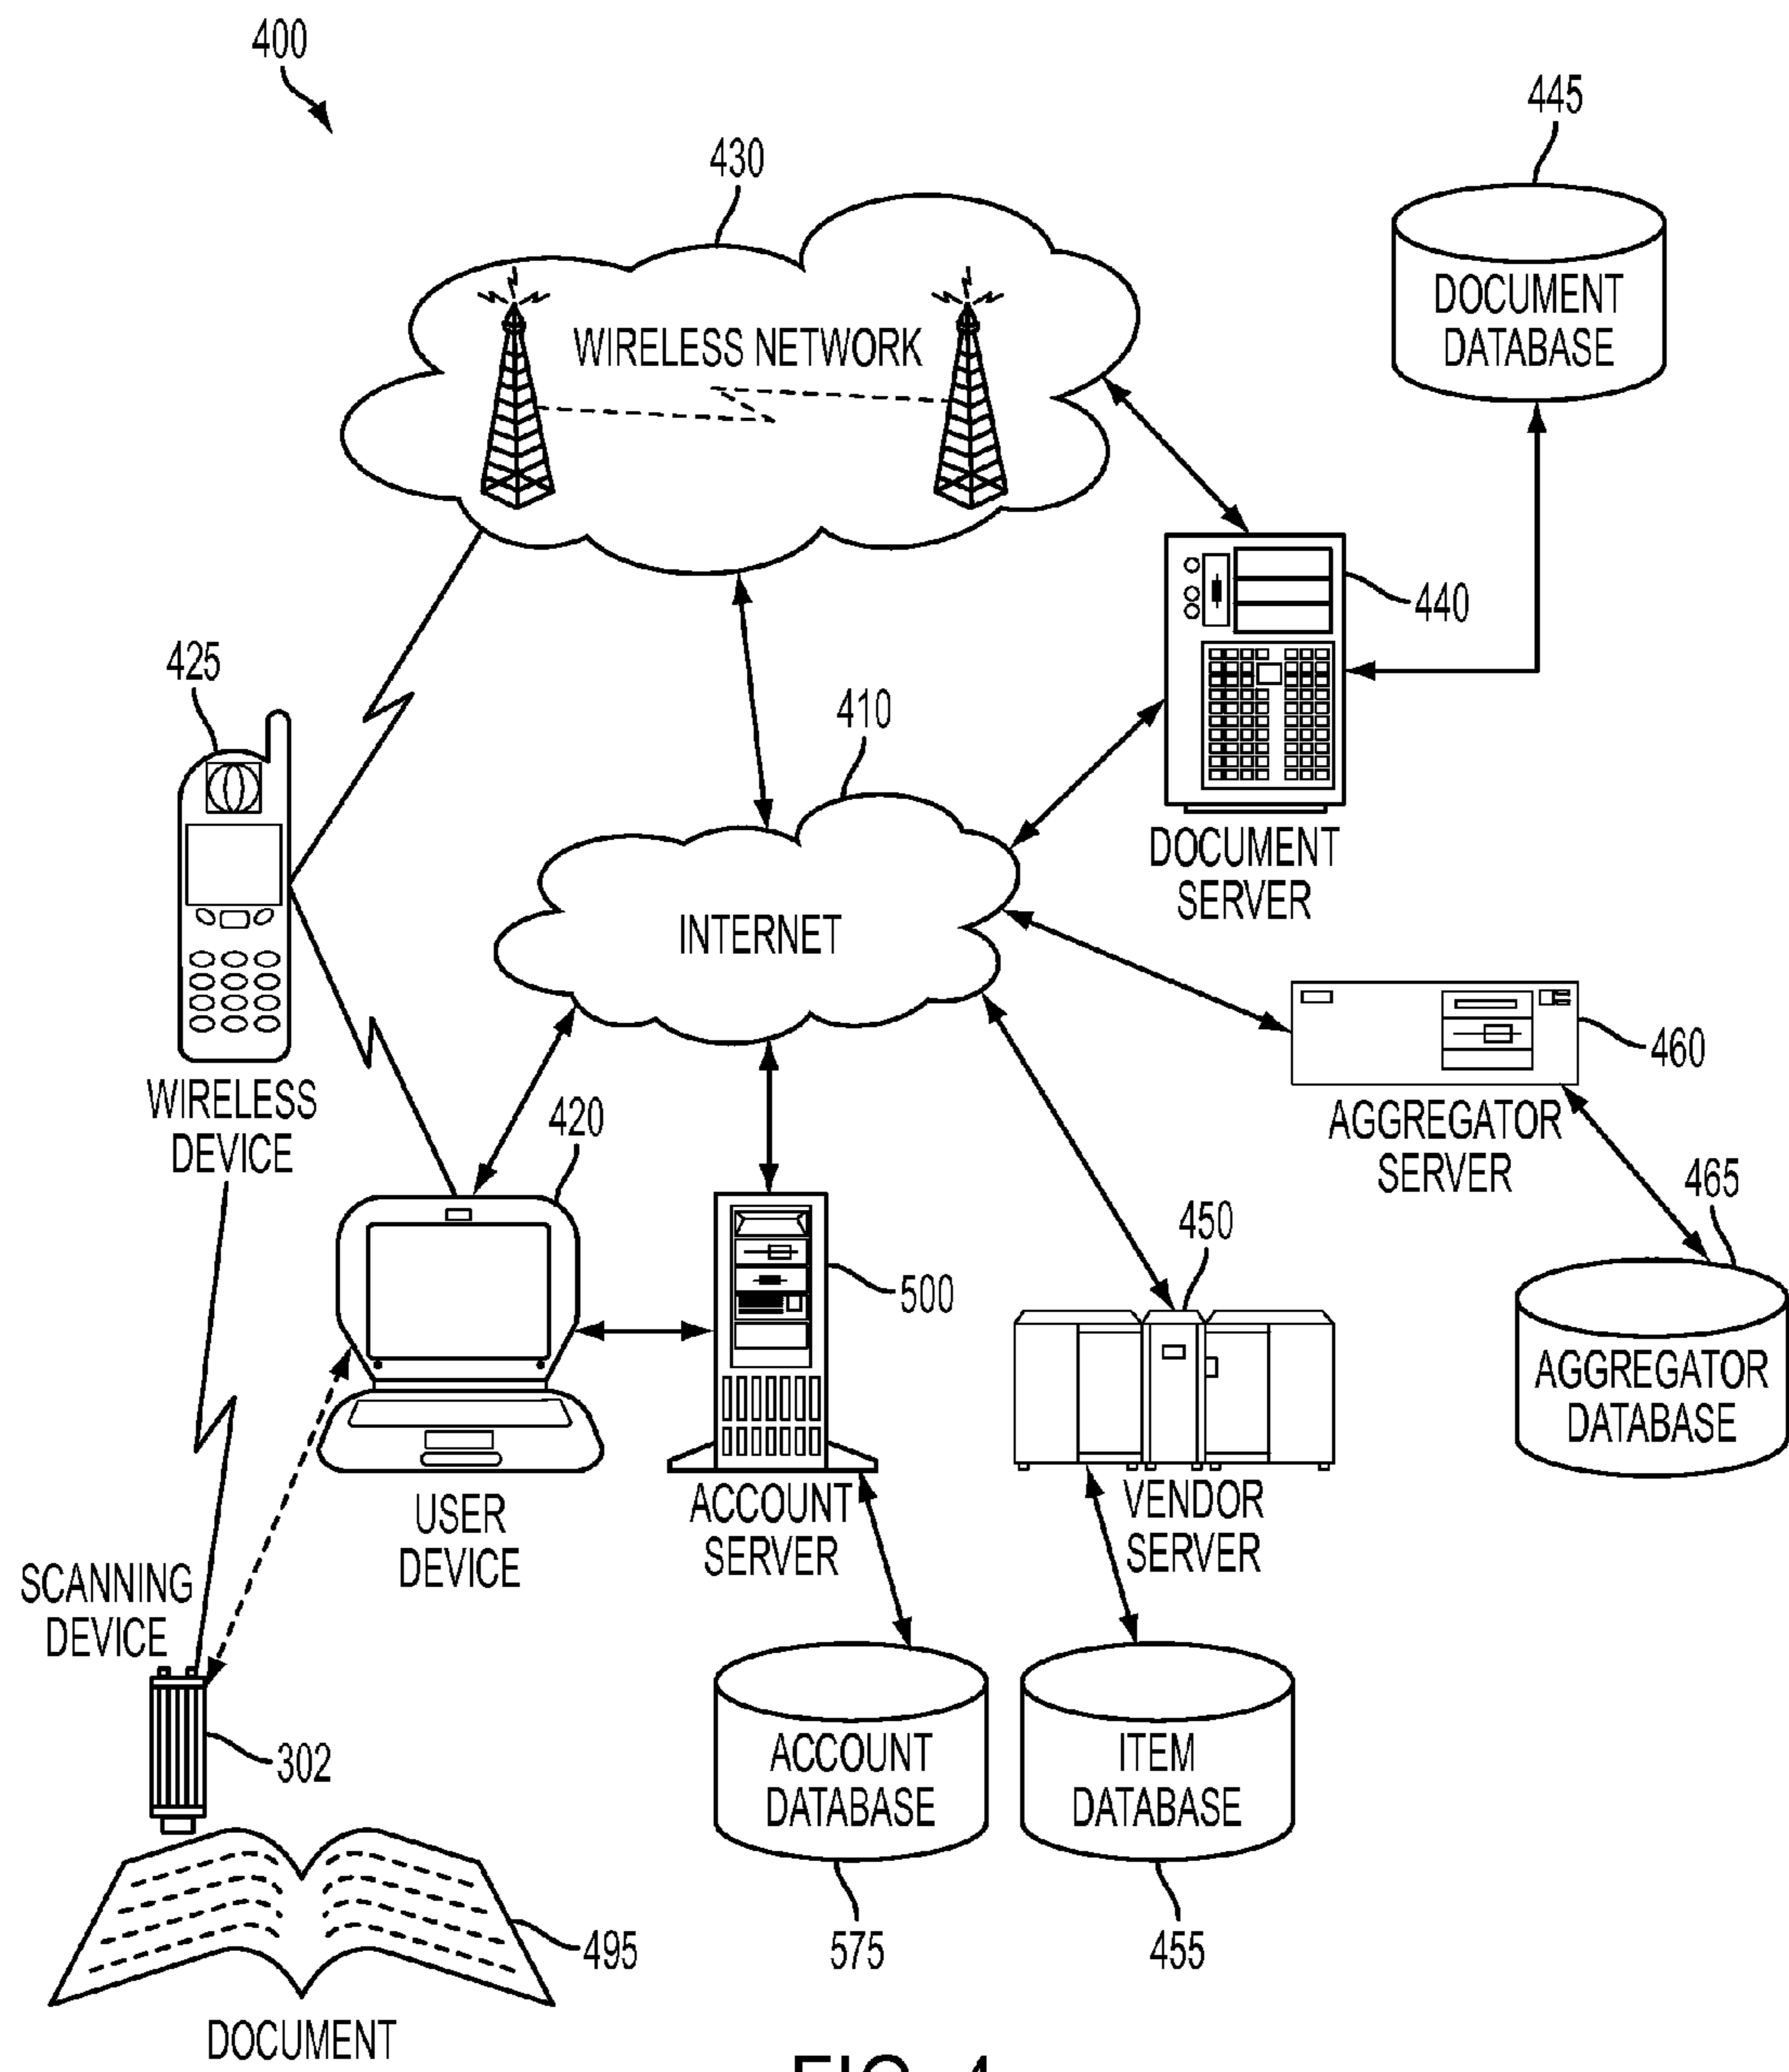 400
445
430
DOCUMENT
DATABASE
WIRELESS NETWORK
440
425
410
DOCUMENT
SERVER
INTERNET
460
WIRELESS
DEVICE
420
AGGREGATOR
SERVER
465
450
500
AGGREGATOR
DATABASE
USER
DEVICE
ACCOUNT
SERVER
VENDOR
SERVER
SCANNING
DEVICE
302
ACCOUNT
DATABASE
ITEM
DATABASE
495
575
455
DOCUMENT
FIG. 4